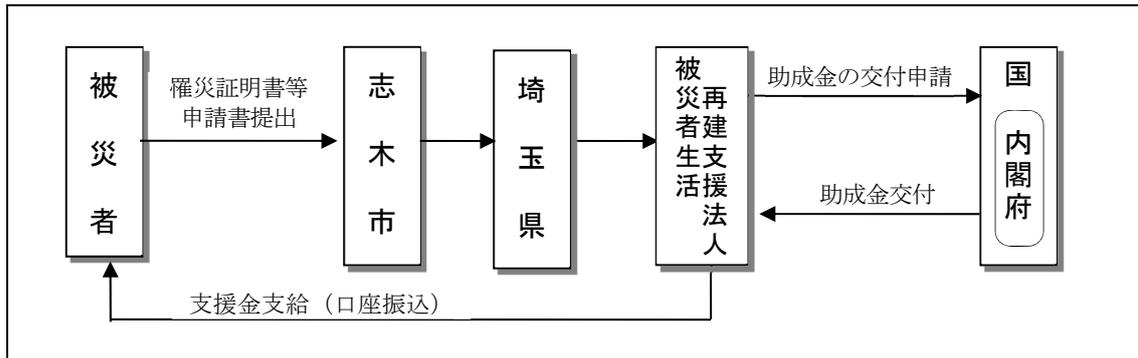 被災者
罹災証明書等
申請書提出
志木市
埼玉県
被災者生活
再建支援法人
助成金の交付申請
助成金交付
国
内閣府
支援金支給（口座振込）